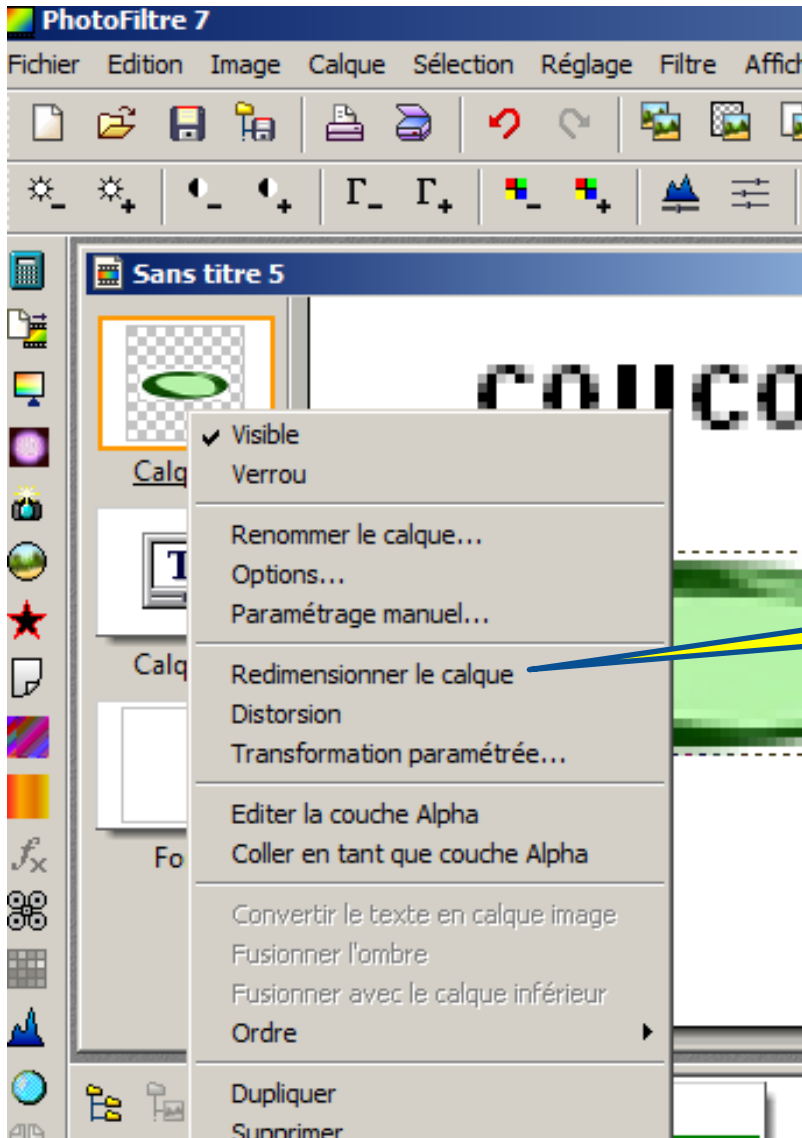 PhotoFiltre 7
Fichier Edition Image Calque Sélection Réglage Filtre
Sans titre 5
Visible
Verrou
Renommer le calque...
Options...
Paramétrage manuel...
Redimensionner le calque
Distorsion
Transformation paramétrée...
Editer la couche Alpha
Coller en tant que couche Alpha
Convertir le texte en calque image
Fusionner l'ombre
Fusionner avec le calque inférieur
Ordre
Dupliquer
Supprimer